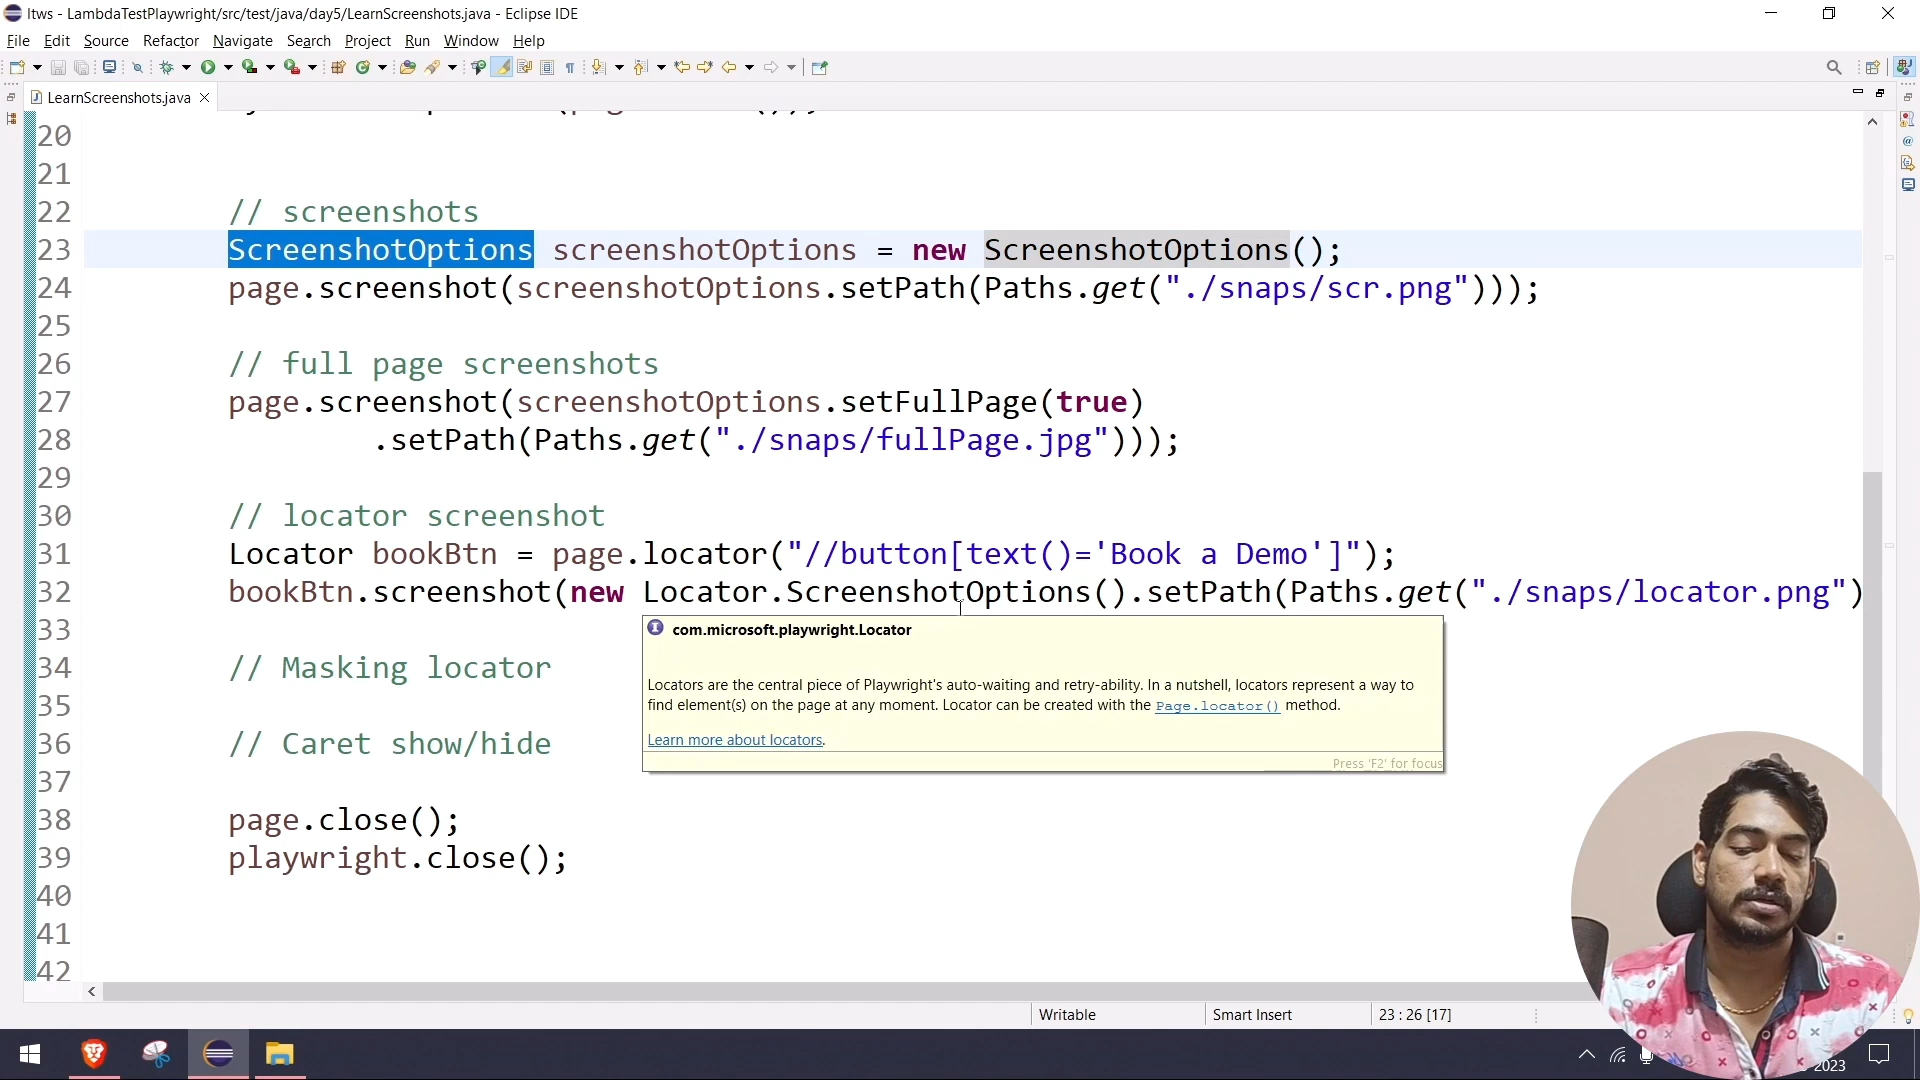 ltws - LambdaTestPlaywright/src/test/java/day5/LearnScreenshots.java - Eclipse IDE
File Edit Source Refactor Navigate Search Project Run Window Help
LearnScreenshots.java
20
21
22 // screenshots
23 ScreenshotOptions screenshotOptions = new ScreenshotOptions();
24 page.screenshot(screenshotOptions.setPath(Paths.get("./snaps/scr.png")));
25
26 // full page screenshots
27 page.screenshot(screenshotOptions.setFullPage(true)
28 .setPath(Paths.get("./snaps/fullPage.jpg")));
29
30 // locator screenshot
31 Locator bookBtn = page.locator("//button[text()='Book a Demo']");
32 bookBtn.screenshot(new Locator.ScreenshotOptions().setPath(Paths.get("./snaps/locator.png")
33
com.microsoft.playwright.Locator
34 // Masking locator
Locators are the central piece of Playwright's auto-waiting and retry-ability. In a nutshell, locators represent a way to
find element(s) on the page at any moment. Locator can be created with the Page.locator() method.
35
36 // Caret show/hide
Learn more about locators.
Press 'F2' for focus
37
38 page.close();
39 playwright.close();
40
41
42
Writable Smart Insert 23 : 26 [17]
2023